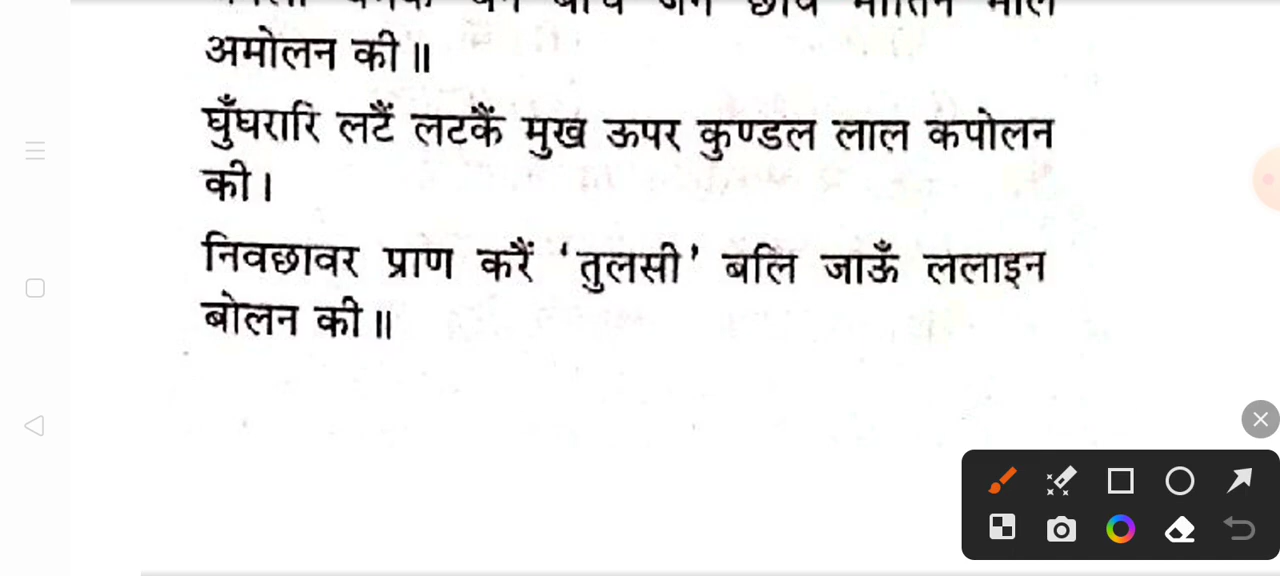 अमोलन की॥
घुँघरारि लटैं लटकैं मुख ऊपर कुण्डल लाल कपोलन
की।
निवछावर प्राण करैं ‘तुलसी’ बलि जाऊँ ललाइन
बोलन की॥